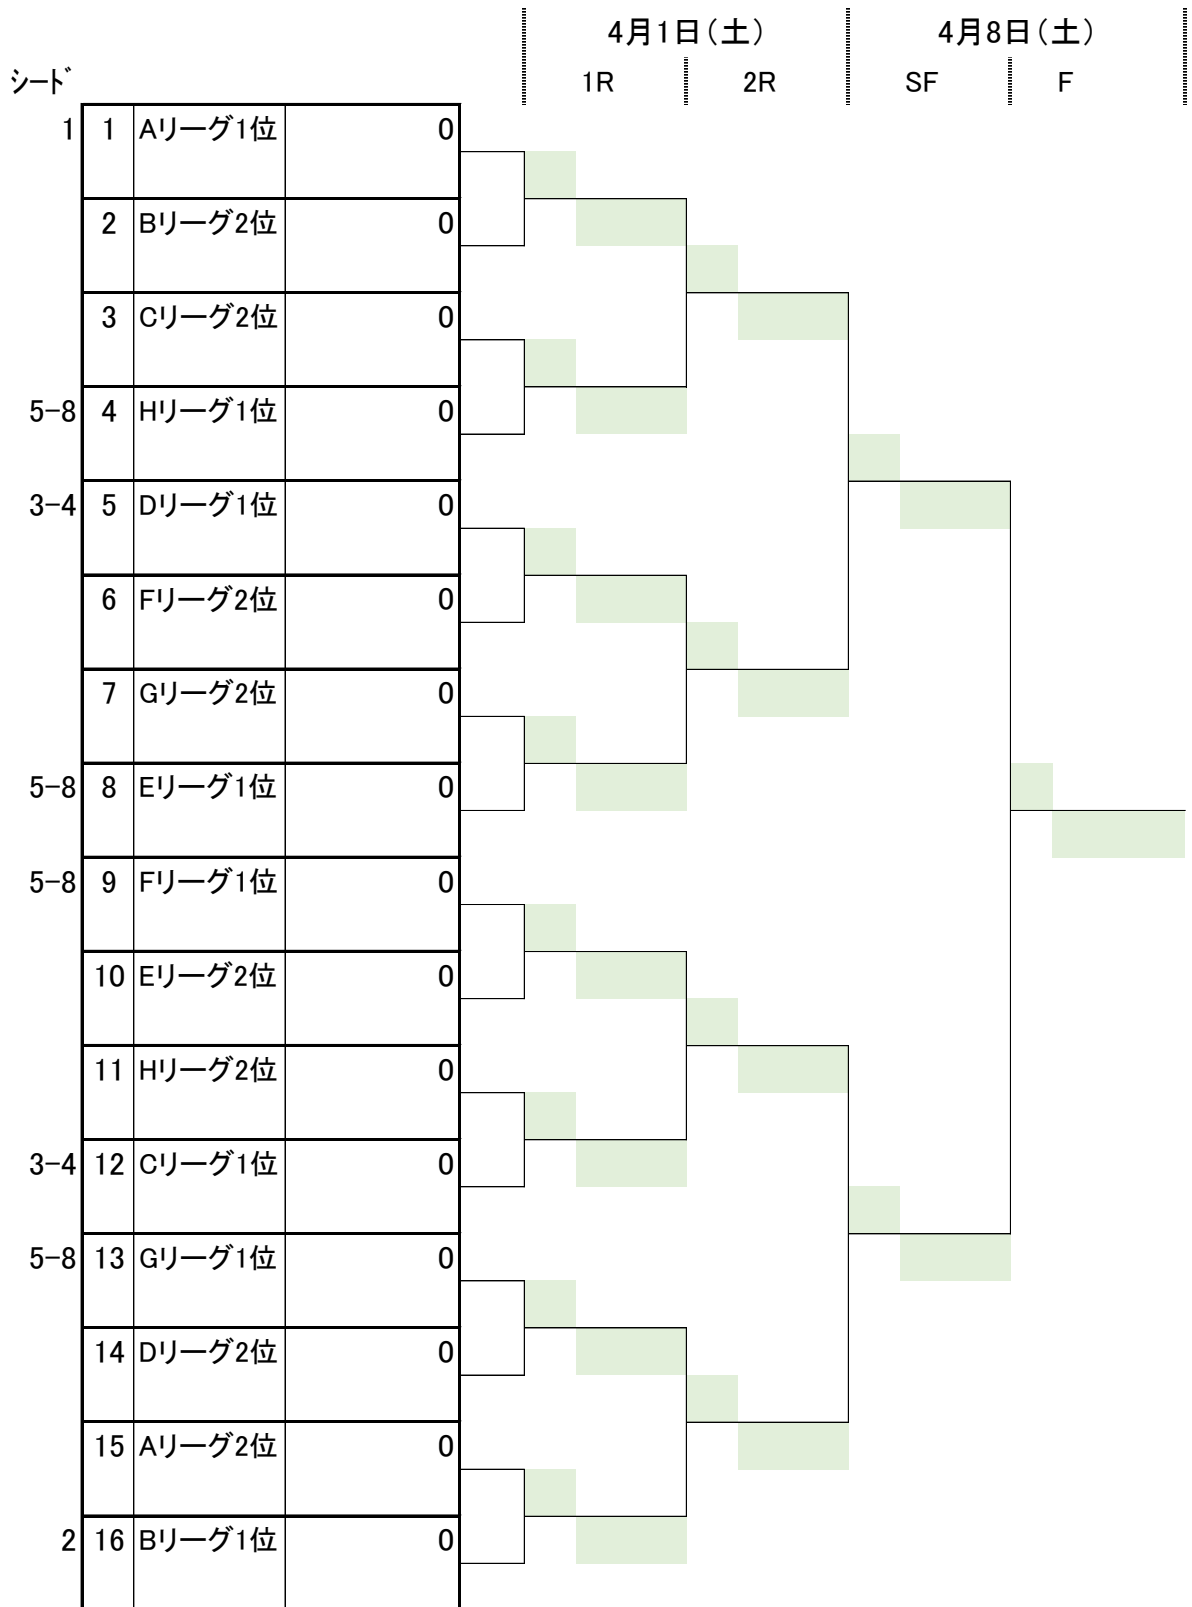 4月1日（土） 4月8日（土）
シード 1R 2R SF F
1 1 Aリーグ1位 0
2 Bリーグ2位 0
3 Cリーグ2位 0
5-8 4 Hリーグ1位 0
3-4 5 Dリーグ1位 0
6 Fリーグ2位 0
7 Gリーグ2位 0
5-8 8 Eリーグ1位 0
5-8 9 Fリーグ1位 0
10 Eリーグ2位 0
11 Hリーグ2位 0
3-4 12 Cリーグ1位 0
5-8 13 Gリーグ1位 0
14 Dリーグ2位 0
15 Aリーグ2位 0
2 16 Bリーグ1位 0